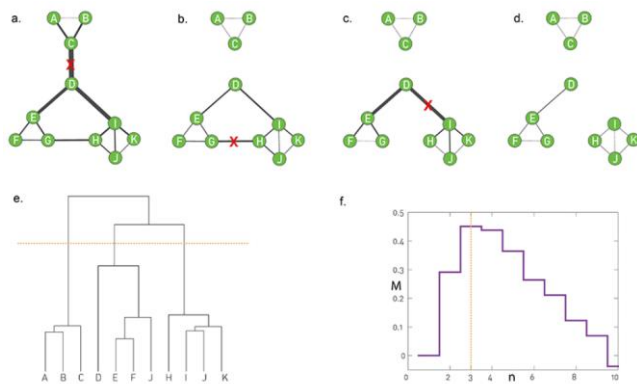 a.
b.
c.
d.
A B
C
X
D
E
I
F G H K
J
A B
C
D
E
I
F G X H K
J
A B
C
D
X
E
I
F G H K
J
A B
C
D
E
I
F G H K
J
e.
A B C D E F J H I J K
f.
0.5
0.4
0.3
M
0.2
0.1
0
0 2 3 4 6 8 10
n